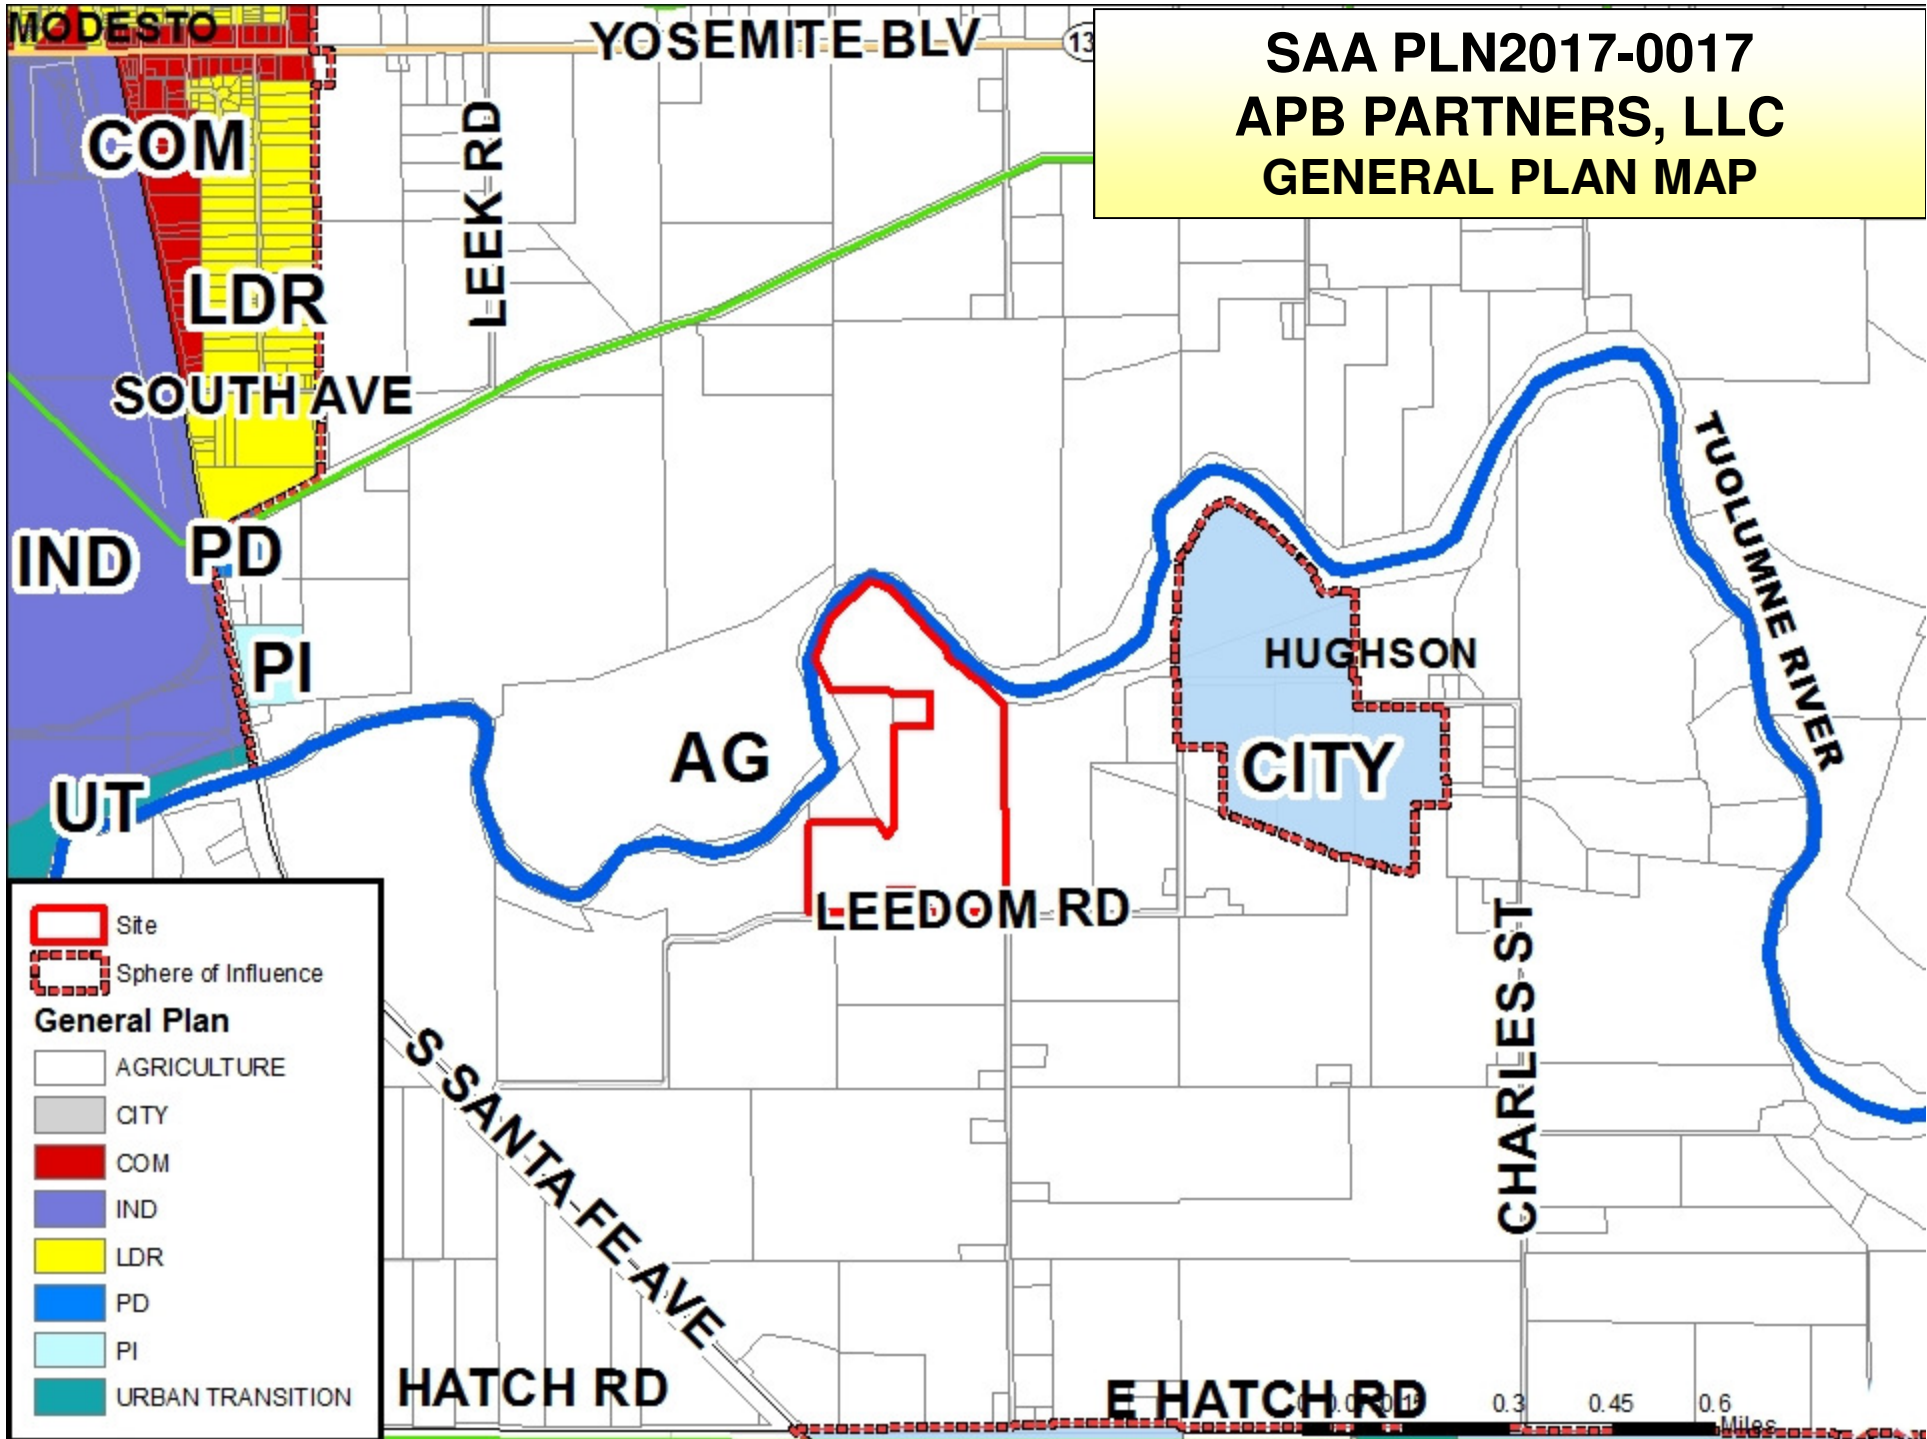 MODESTO
YOSEMITE BLV
13
SAA PLN2017-0017
APB PARTNERS, LLC
GENERAL PLAN MAP
COM
LEEK RD
LDR
SOUTH AVE
TUOLUMNE RIVER
IND
PD
PI
HUGHSON
AG
CITY
UT
LEEDOM RD
CHARLES ST
Site
Sphere of Influence
General Plan
AGRICULTURE
CITY
COM
IND
LDR
PD
PI
URBAN TRANSITION
S SANTA FE AVE
HATCH RD
E HATCH RD
0.3
0.45
0.6
Miles